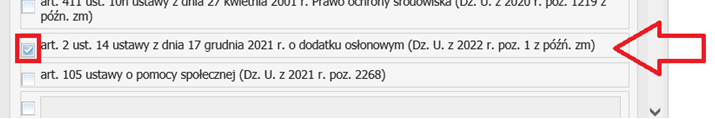 art. 411 ust. 10n ustawy z dnia 27 kwietnia 2001 r. Prawo ochrony środowiska (Dz. U. z 2020 r. poz. 1219 z
późn. zm)
art. 2 ust. 14 ustawy z dnia 17 grudnia 2021 r. o dodatku osłonowym (Dz. U. z 2022 r. poz. 1 z późń. zm)
art. 105 ustawy o pomocy społecznej (Dz. U. z 2021 r. poz. 2268)